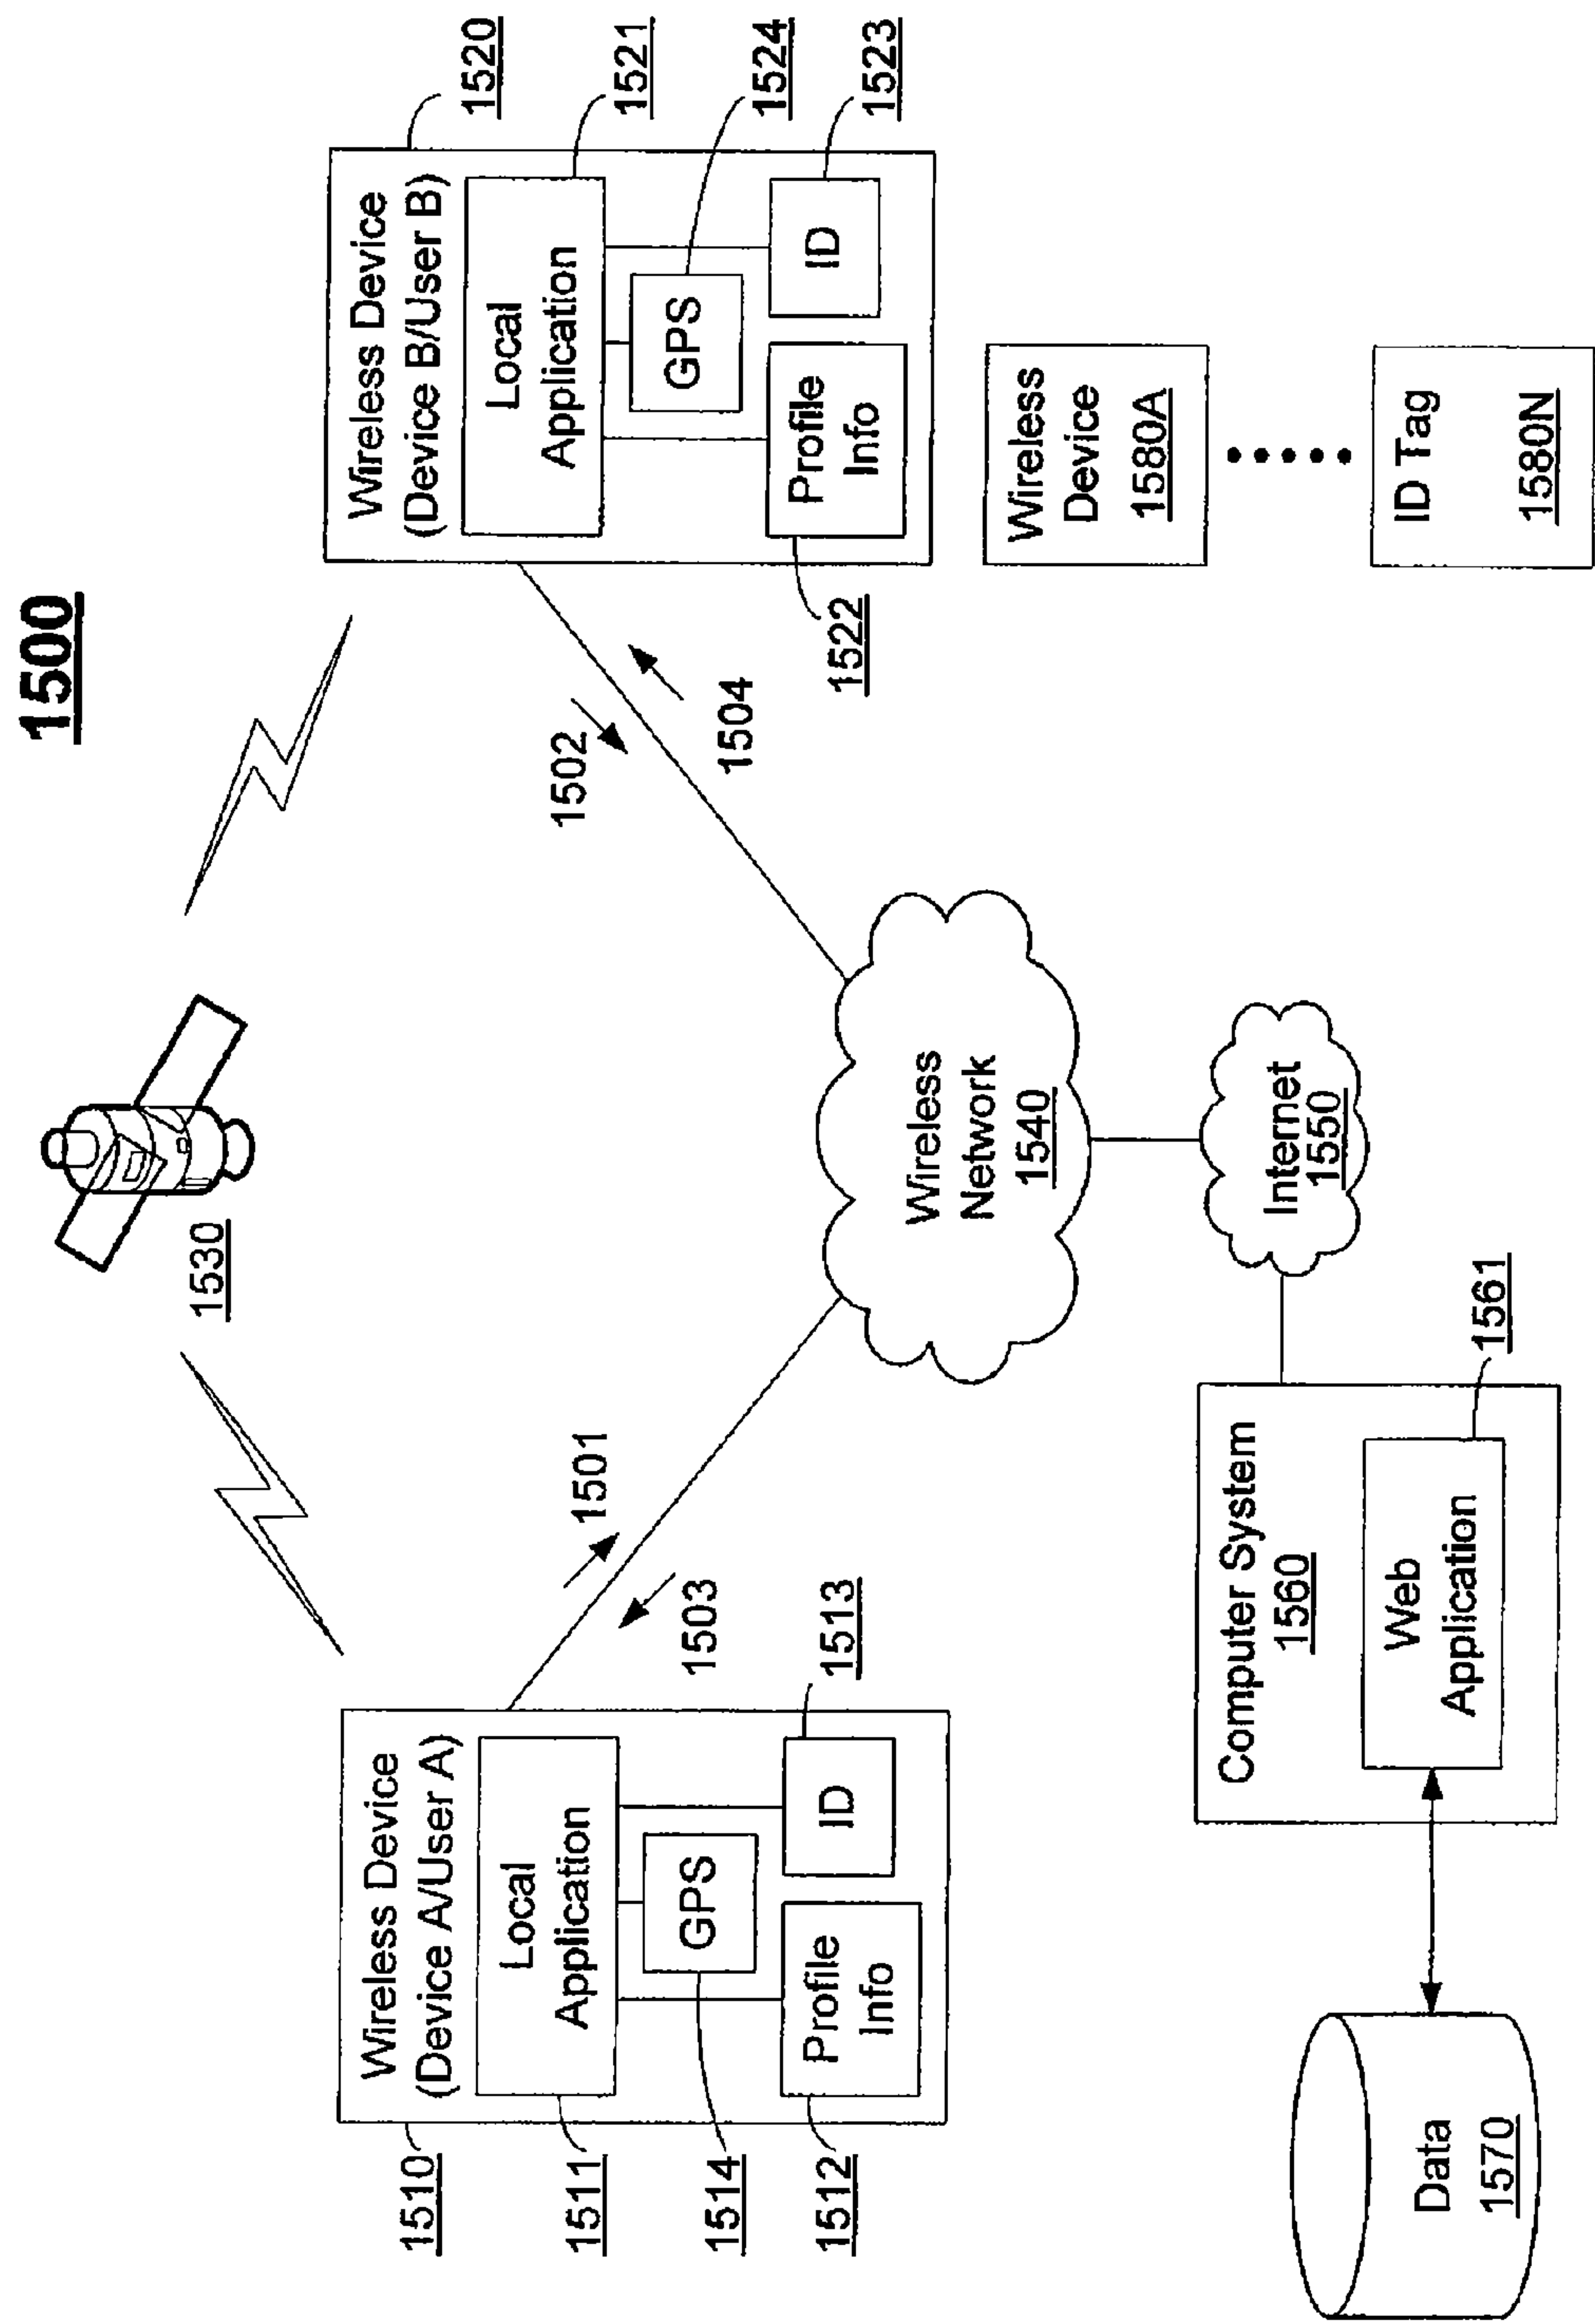 1500
1530
1510
Wireless Device
(Device A/User A)
Local
Application
1511
GPS
1514
Profile
Info
1512
ID
1513
1501
1503
Wireless Device
(Device B/User B)
1520
Local
Application
1521
GPS
1524
ID
1523
Profile
Info
1522
1502
1504
Wireless
Network
1540
Internet
1550
Wireless
Device
1580A
ID Tag
1580N
Computer System
1560
Web
Application
1561
Data
1570